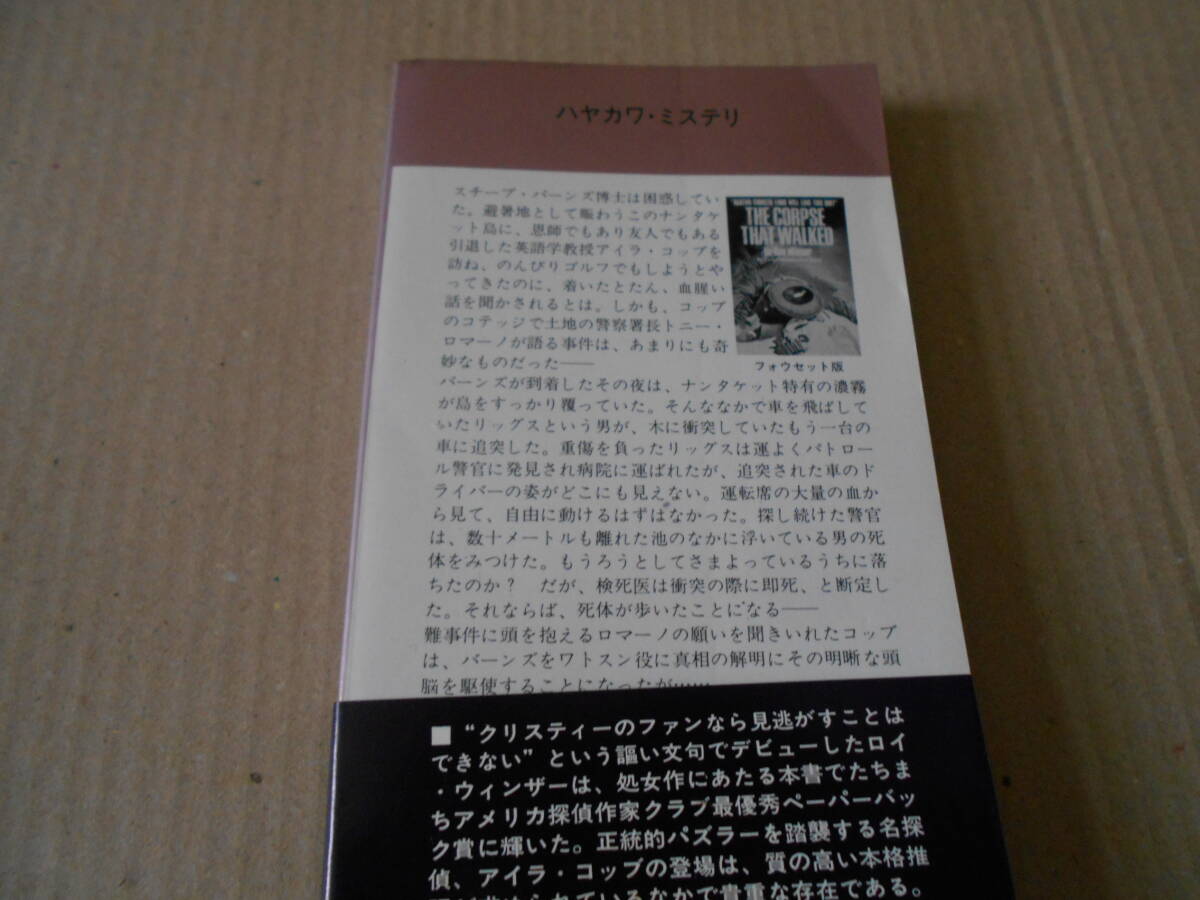 ハヤカワ・ミステリ
スチーブ・バーンズ博士は困惑してい
た。避暑地として賑わうこのナンタケ
ット島に、恩師でもあり友人でもある
引退した英語学教授アイラ・コッブを
訪ね、のんびりゴルフでもしようとや
ってきたのに、着いたとたん、血腥い
話を聞かされるとは。しかも、コッブ
のコテッジで土地の警察署長トニー・
ロマーノが語る事件は、あまりにも奇
妙なものだった──
THE CORPSE
THAT WALKED
フォウセット版
バーンズが到着したその夜は、ナンタケット特有の濃霧
が島をすっかり覆っていた。そんななかで車を飛ばして
いたリッグスという男が、木に衝突していたもう一台の
車に追突した。重傷を負ったリッグスは運よくパトロー
ル警官に発見され病院に運ばれたが、追突された車のド
ライバーの姿がどこにも見えない。運転席の大量の血か
ら見て、自由に動けるはずはなかった。探し続けた警官
は、数十メートルも離れた池のなかに浮いている男の死
体をみつけた。もうろうとしてさまよっているうちに落
ちたのか？　だが、検死医は衝突の際に即死、と断定し
た。それならば、死体が歩いたことになる──
難事件に頭を抱えるロマーノの願いを聞きいれたコッブ
は、バーンズをワトスン役に真相の解明にその明晰な頭
脳を駆使することになったが……
■“クリスティーのファンなら見逃がすことは
できない”という謳い文句でデビューしたロイ
・ウィンザーは、処女作にあたる本書でたちま
ちアメリカ探偵作家クラブ最優秀ペーパーバッ
ク賞に輝いた。正統的パズラーを踏襲する名探
偵、アイラ・コッブの登場は、質の高い本格推
められているなかで貴重な存在である。